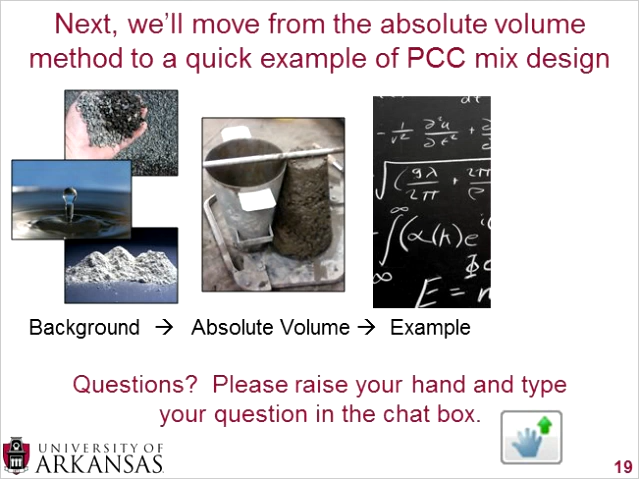 Next, we'll move from the absolute volume
method to a quick example of PCC mix design
Background → Absolute Volume → Example
Questions? Please raise your hand and type
your question in the chat box.
UNIVERSITY OF
ARKANSAS
19